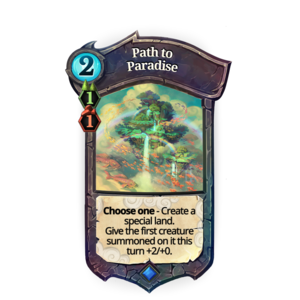 Path to
Paradise
2
1
1
Choose one - Create a
special land.
Give the first creature
summoned on it this
turn +2/+0.